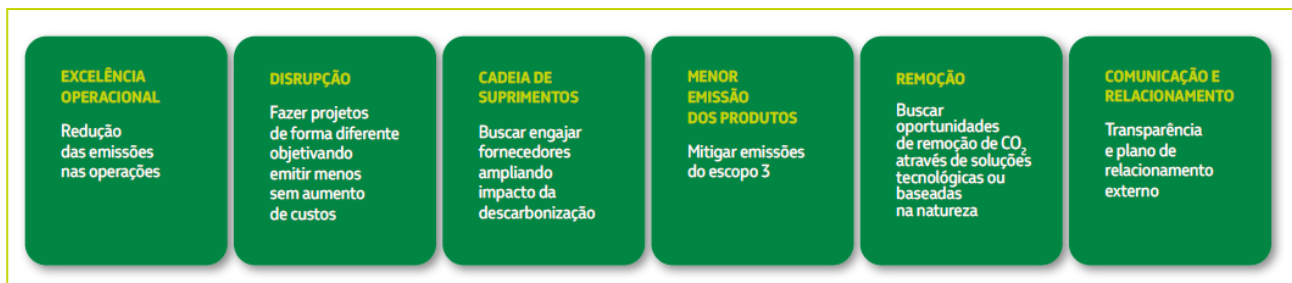 EXCELÊNCIA
OPERACIONAL
Redução
das emissões
nas operações
DISRUPÇÃO
Fazer projetos
de forma diferente
objetivando
emitir menos
sem aumento
de custos
CADEIA DE
SUPRIMENTOS
Buscar engajar
fornecedores
ampliando
impacto da
descarbonização
MENOR
EMISSÃO
DOS PRODUTOS
Mitigar emissões
do escopo 3
REMOÇÃO
Buscar
oportunidades
de remoção de CO₂
através de soluções
tecnológicas ou
baseadas
na natureza
COMUNICAÇÃO E
RELACIONAMENTO
Transparência
e plano de
relacionamento
externo